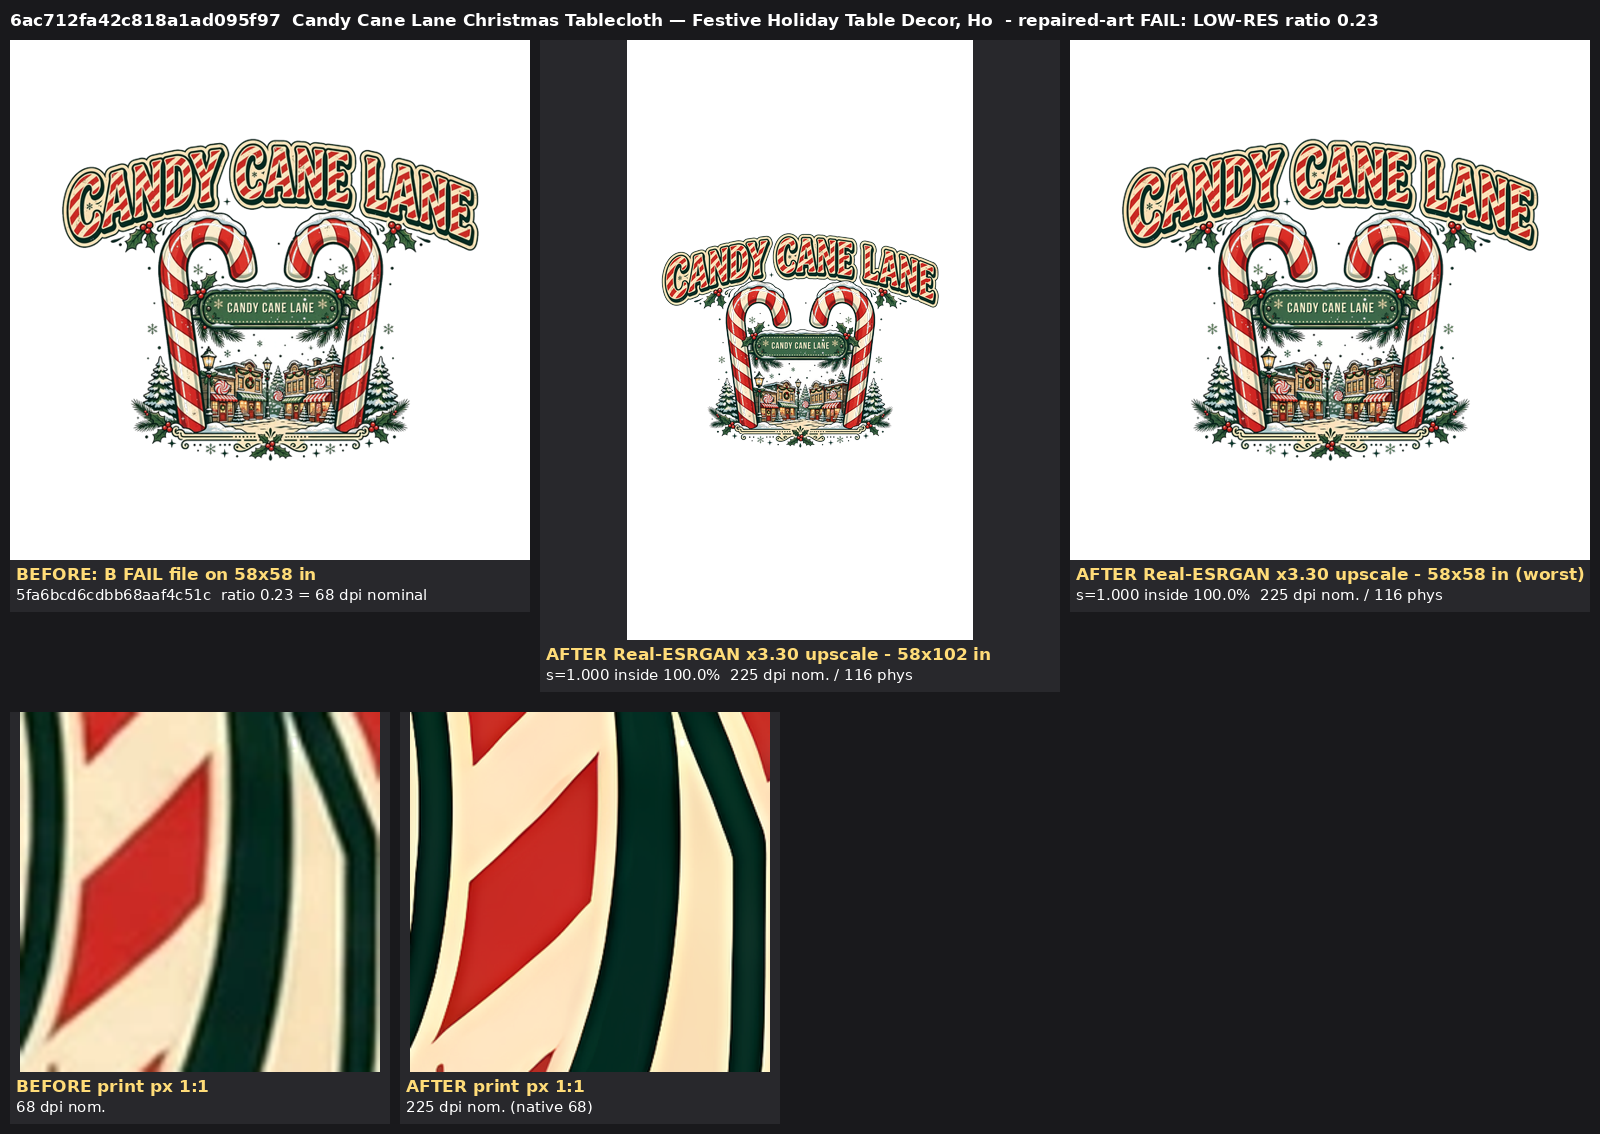 6ac712fa42c818a1ad095f97  Candy Cane Lane Christmas Tablecloth — Festive Holiday Table Decor, Ho  - repaired-art FAIL: LOW-RES ratio 0.23
CANDY CANE LANE
CANDY CANE LANE
BEFORE: B FAIL file on 58x58 in
5fa6bcd6cdbb68aaf4c51c  ratio 0.23 = 68 dpi nominal
CANDY CANE LANE
CANDY CANE LANE
AFTER Real-ESRGAN x3.30 upscale - 58x102 in
s=1.000 inside 100.0%  225 dpi nom. / 116 phys
CANDY CANE LANE
CANDY CANE LANE
AFTER Real-ESRGAN x3.30 upscale - 58x58 in (worst)
s=1.000 inside 100.0%  225 dpi nom. / 116 phys
BEFORE print px 1:1
68 dpi nom.
AFTER print px 1:1
225 dpi nom. (native 68)